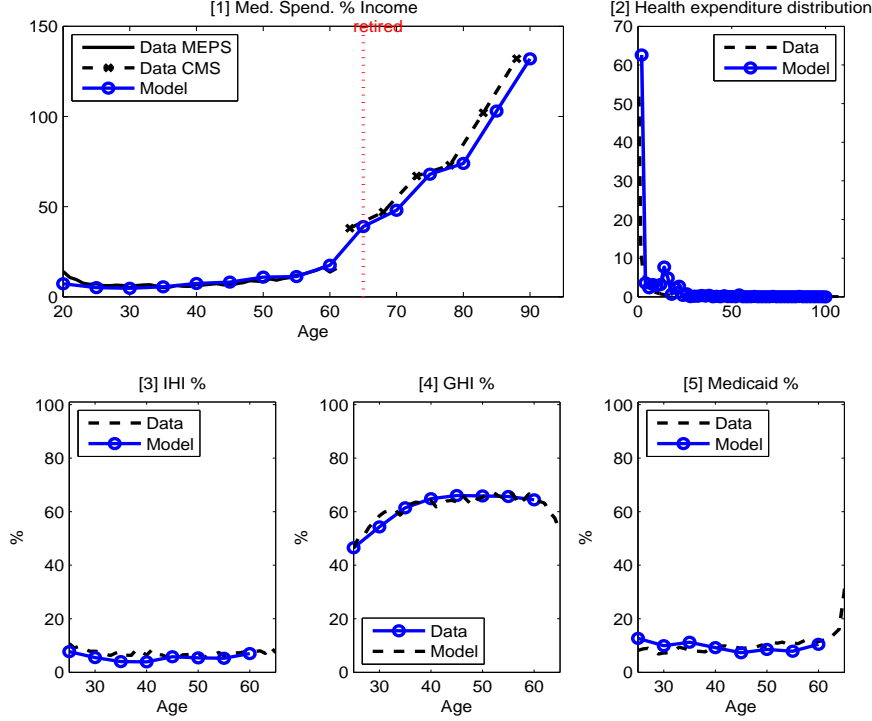 [1] Med. Spend. % Income
retired
150
100
50
0
Data MEPS
Data CMS
Model
20 30 40 50 60 70 80 90
Age
[2] Health expenditure distribution
70
60
50
40
30
20
10
0
Data
Model
0 50 100
[3] IHI %
100
80
60
40
20
0
%
Data
Model
30 40 50 60
Age
[4] GHI %
100
80
60
40
20
0
%
Data
Model
30 40 50 60
Age
[5] Medicaid %
100
80
60
40
20
0
%
Data
Model
30 40 50 60
Age